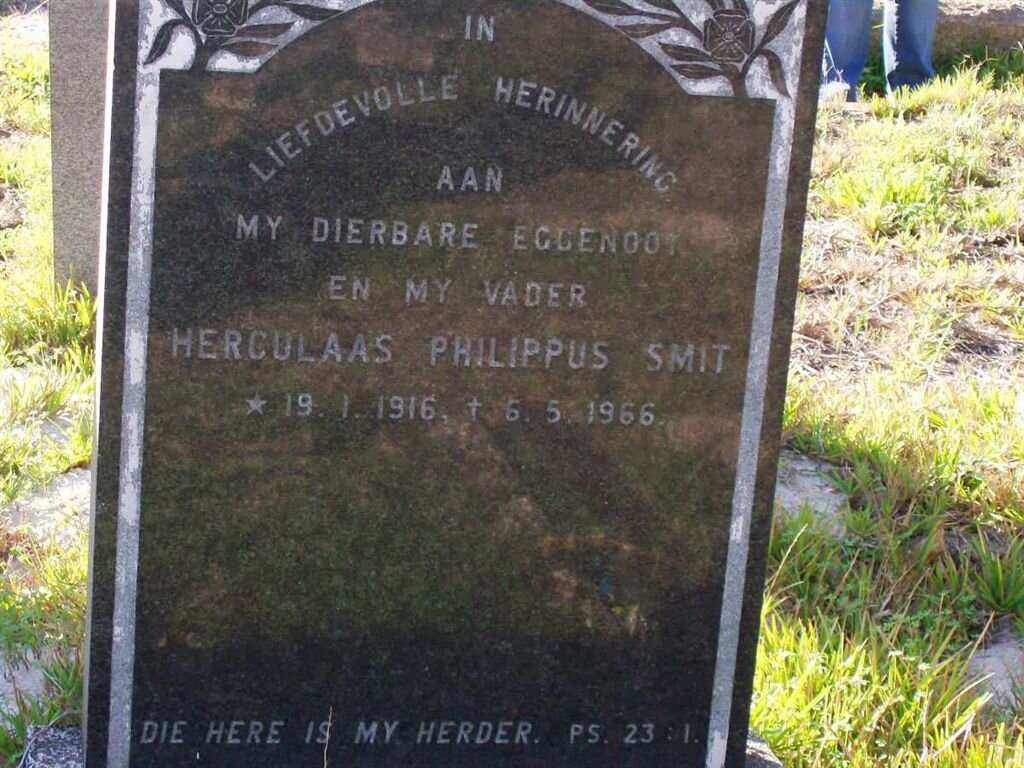 IN
LIEFDEVOLLE HERINNERING
AAN
MY DIERBARE EGGENOOT
EN MY VADER
HERCULAAS PHILIPPUS SMIT
★ 19. 1. 1916. † 6. 5. 1966.
DIE HERE IS MY HERDER. PS. 23 : 1.